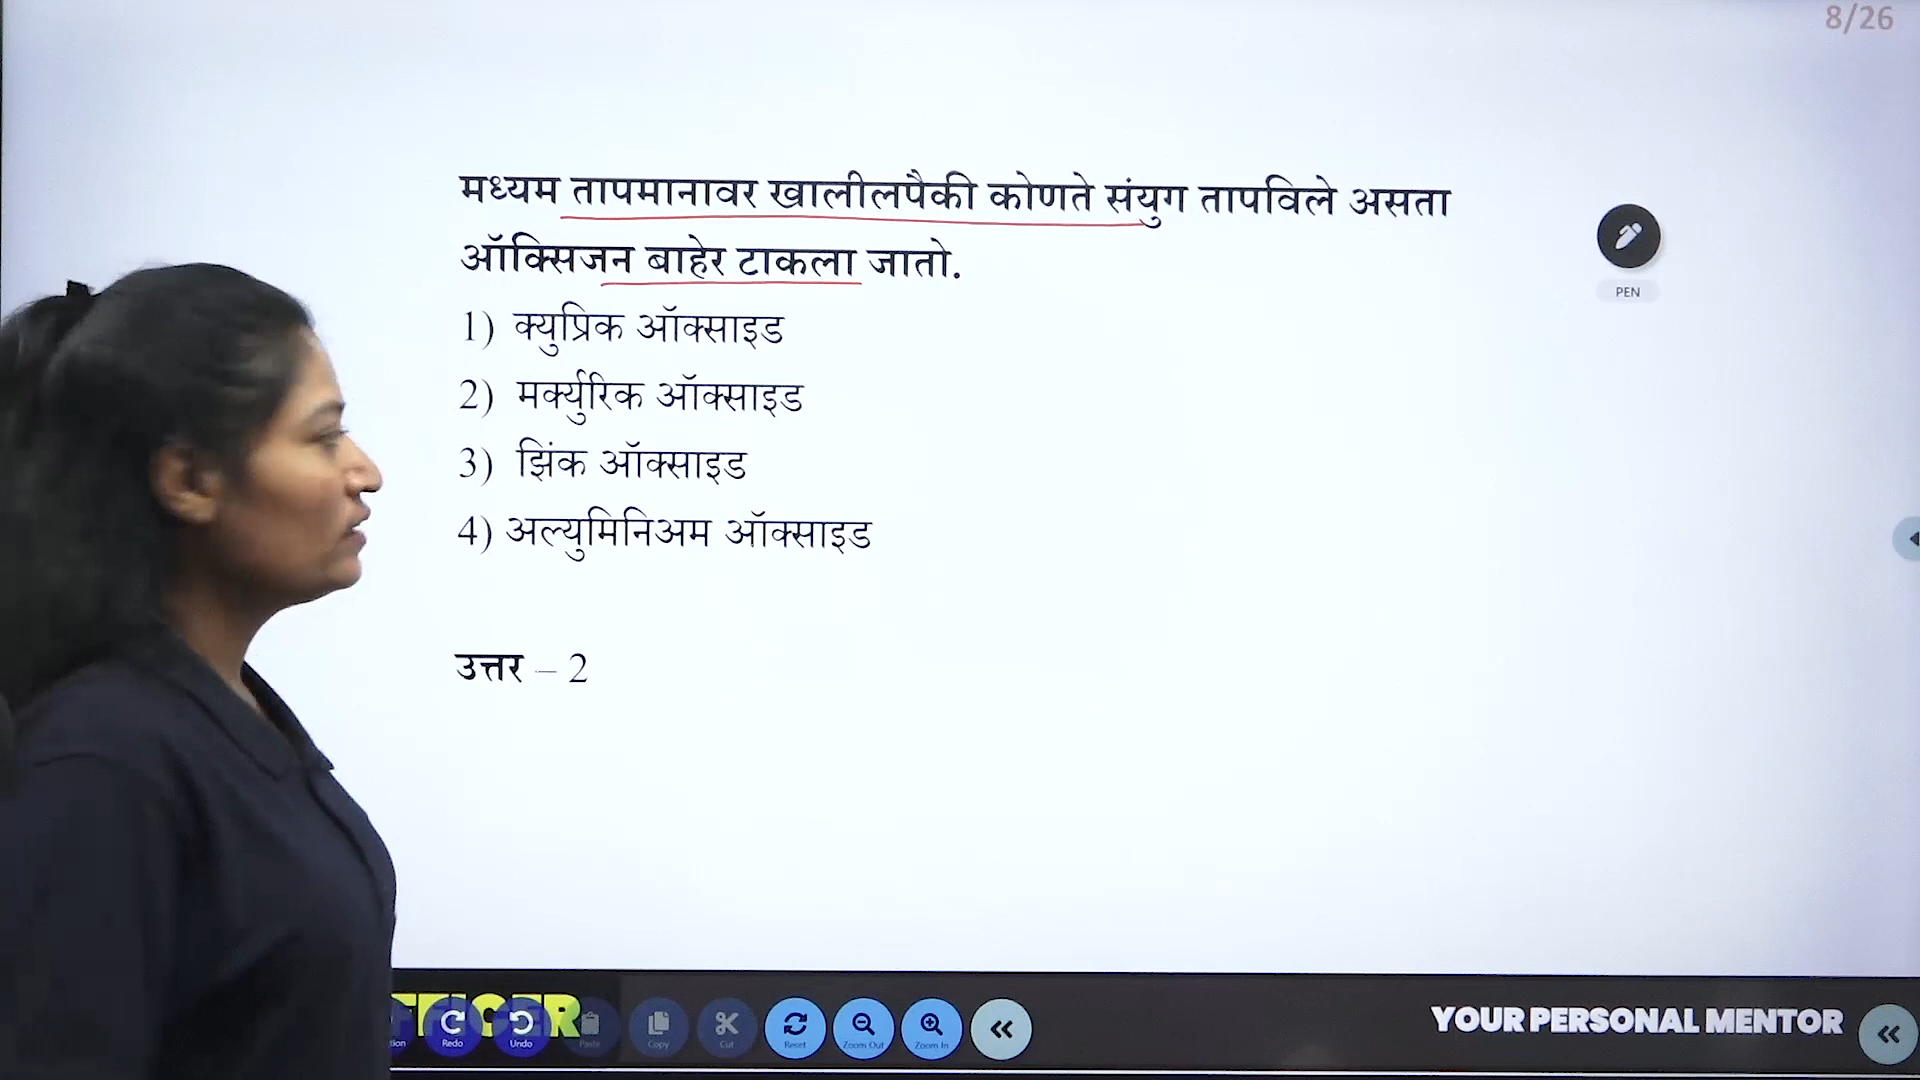 8/26
मध्यम तापमानावर खालीलपैकी कोणते संयुग तापविले असता
ऑक्सिजन बाहेर टाकला जातो.
PEN
1) क्युप्रिक ऑक्साइड
2) मर्क्युरिक ऑक्साइड
3) झिंक ऑक्साइड
4) अल्युमिनिअम ऑक्साइड
उत्तर – 2
Redo Undo Paste Copy Cut Reset Zoom Out Zoom In
YOUR PERSONAL MENTOR